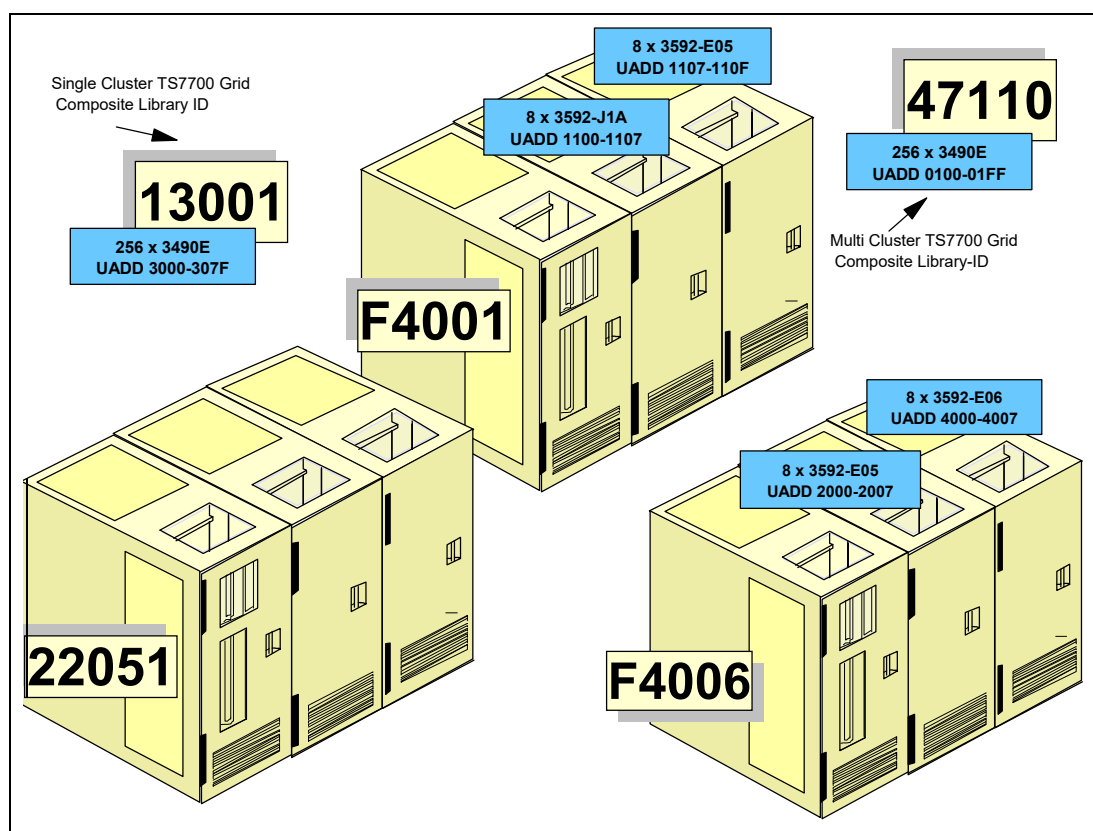 8 x 3592-E05
UADD 1107-110F
Single Cluster TS7700 Grid
Composite Library ID
47110
8 x 3592-J1A
UADD 1100-1107
256 x 3490E
UADD 0100-01FF
13001
256 x 3490E
UADD 3000-307F
Multi Cluster TS7700 Grid
Composite Library-ID
F4001
8 x 3592-E06
UADD 4000-4007
8 x 3592-E05
UADD 2000-2007
22051
F4006